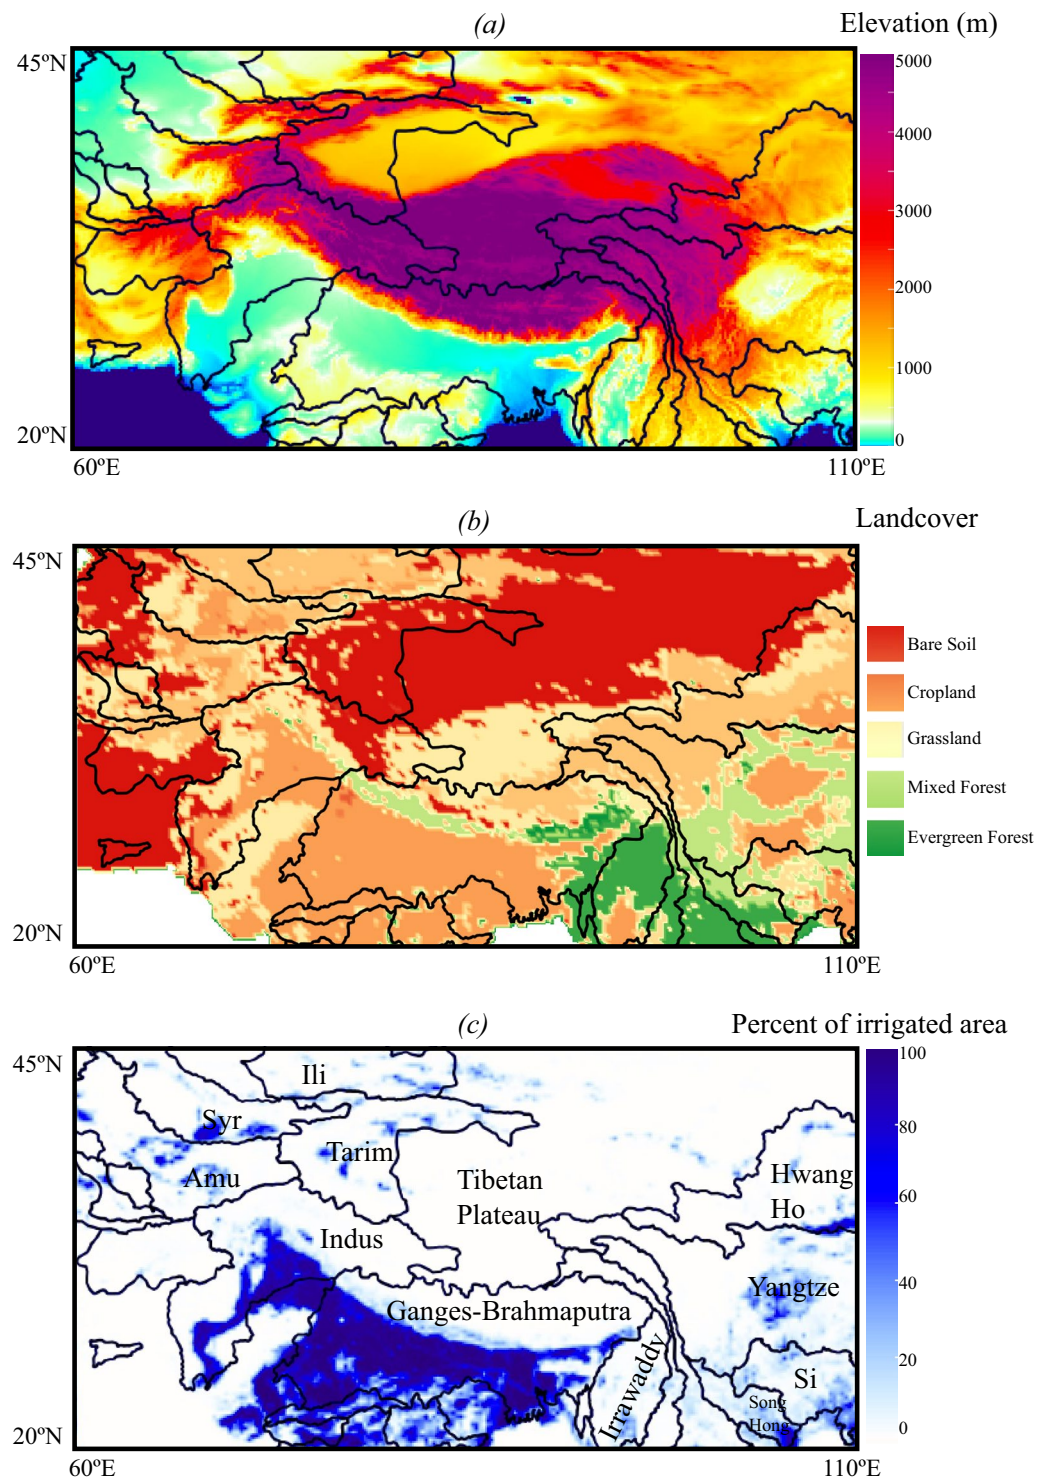 (a)
Elevation (m)
45ºN
20ºN
60ºE
110ºE
5000
4000
3000
2000
1000
0
(b)
Landcover
45ºN
20ºN
60ºE
110ºE
Bare Soil
Cropland
Grassland
Mixed Forest
Evergreen Forest
(c)
Percent of irrigated area
45ºN
20ºN
60ºE
110ºE
Ili
Syr
Tarim
Amu
Tibetan
Plateau
Hwang
Ho
Indus
Yangtze
Ganges-Brahmaputra
Irrawaddy
Si
Song
Hong
100
80
60
40
20
0